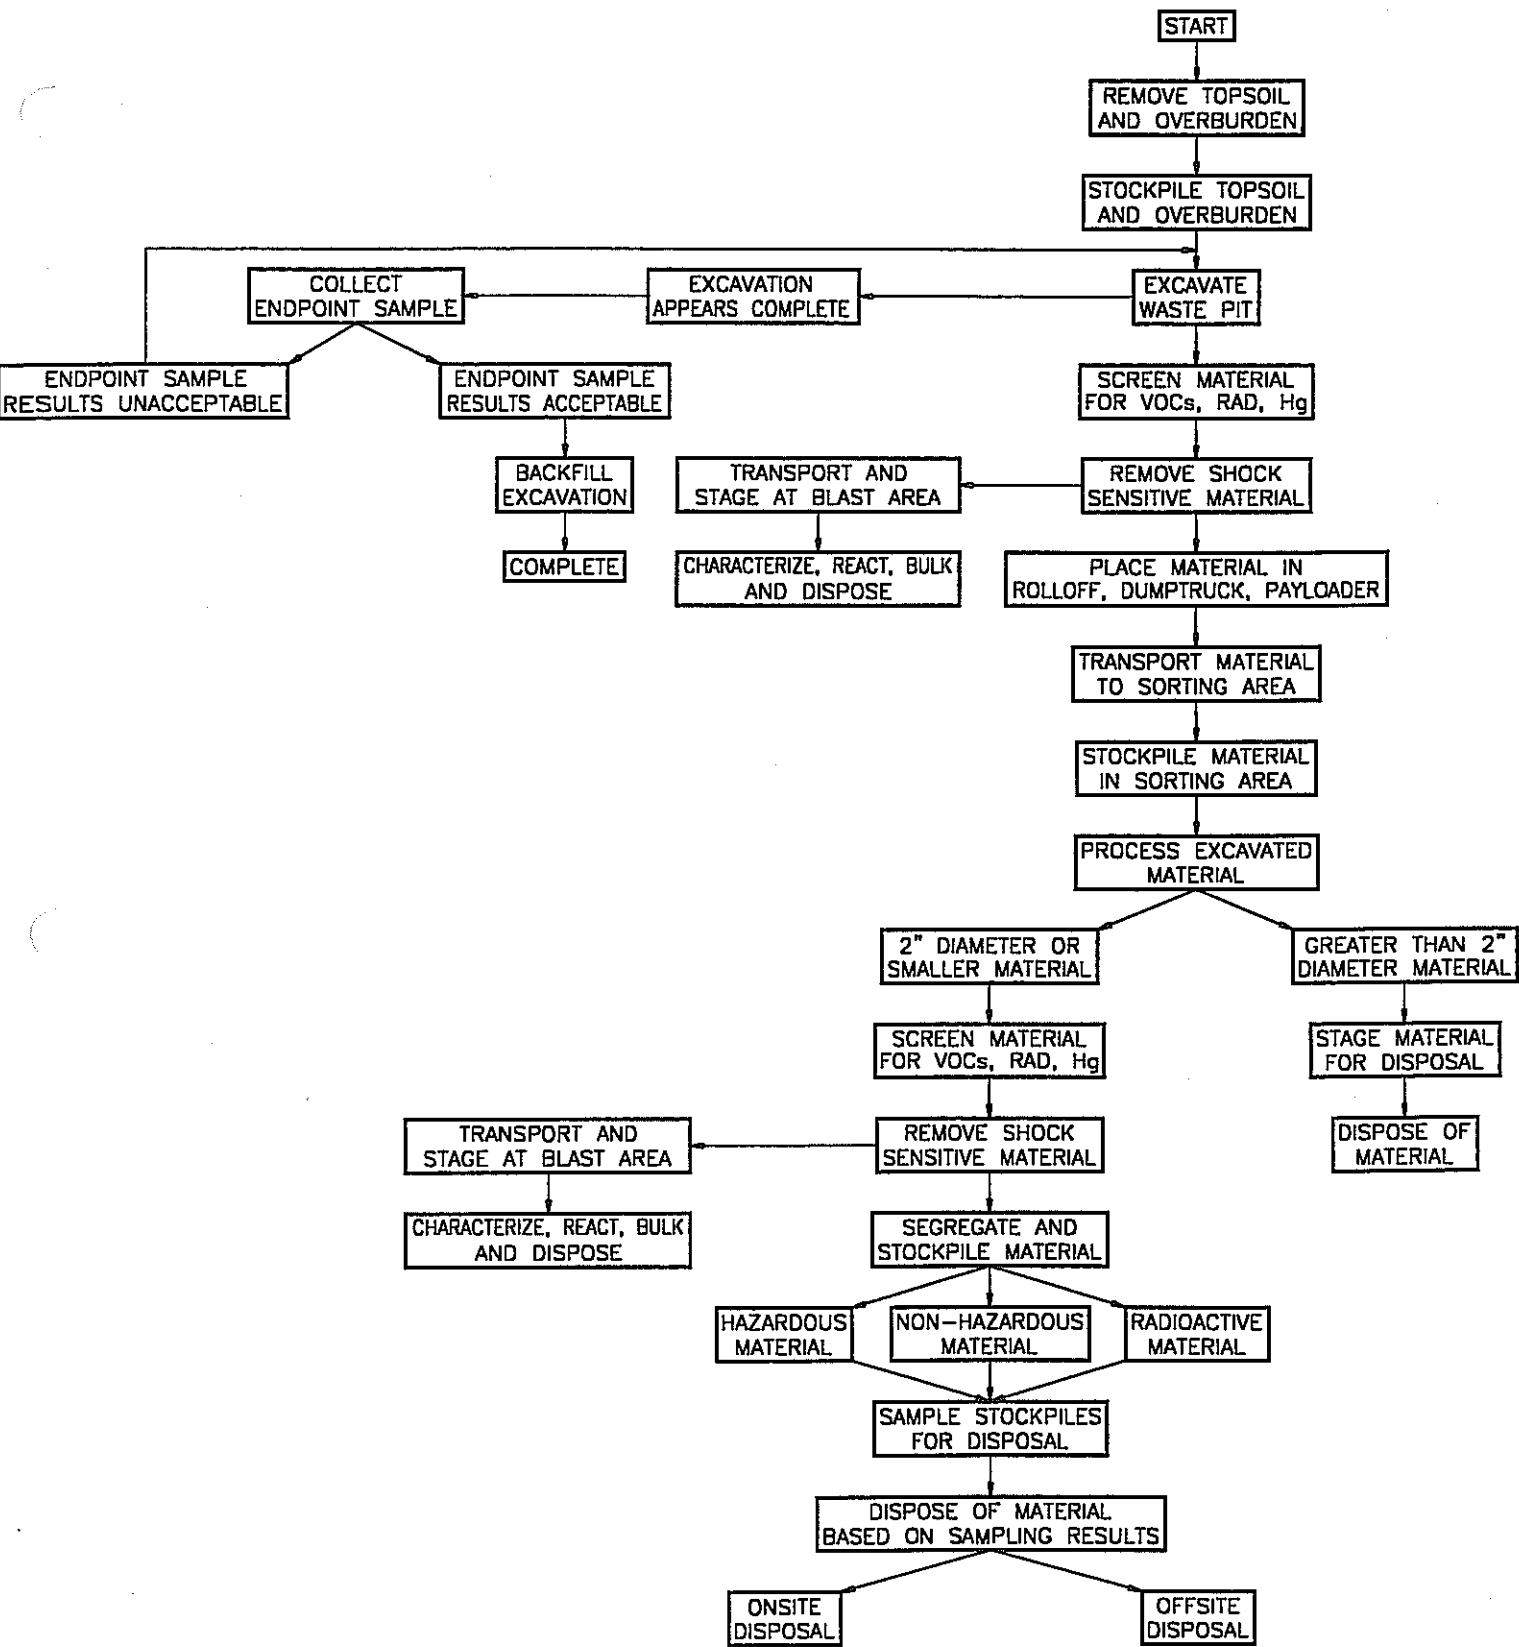 START
REMOVE TOPSOIL
AND OVERBURDEN
STOCKPILE TOPSOIL
AND OVERBURDEN
COLLECT
ENDPOINT SAMPLE
EXCAVATION
APPEARS COMPLETE
EXCAVATE
WASTE PIT
ENDPOINT SAMPLE
RESULTS UNACCEPTABLE
ENDPOINT SAMPLE
RESULTS ACCEPTABLE
SCREEN MATERIAL
FOR VOCs, RAD, Hg
BACKFILL
EXCAVATION
TRANSPORT AND
STAGE AT BLAST AREA
REMOVE SHOCK
SENSITIVE MATERIAL
COMPLETE
CHARACTERIZE, REACT, BULK
AND DISPOSE
PLACE MATERIAL IN
ROLLOFF, DUMPTRUCK, PAYLOADER
TRANSPORT MATERIAL
TO SORTING AREA
STOCKPILE MATERIAL
IN SORTING AREA
PROCESS EXCAVATED
MATERIAL
2" DIAMETER OR
SMALLER MATERIAL
GREATER THAN 2"
DIAMETER MATERIAL
SCREEN MATERIAL
FOR VOCs, RAD, Hg
STAGE MATERIAL
FOR DISPOSAL
TRANSPORT AND
STAGE AT BLAST AREA
REMOVE SHOCK
SENSITIVE MATERIAL
DISPOSE OF
MATERIAL
CHARACTERIZE, REACT, BULK
AND DISPOSE
SEGREGATE AND
STOCKPILE MATERIAL
HAZARDOUS
MATERIAL
NON-HAZARDOUS
MATERIAL
RADIOACTIVE
MATERIAL
SAMPLE STOCKPILES
FOR DISPOSAL
DISPOSE OF MATERIAL
BASED ON SAMPLING RESULTS
ONSITE
DISPOSAL
OFFSITE
DISPOSAL